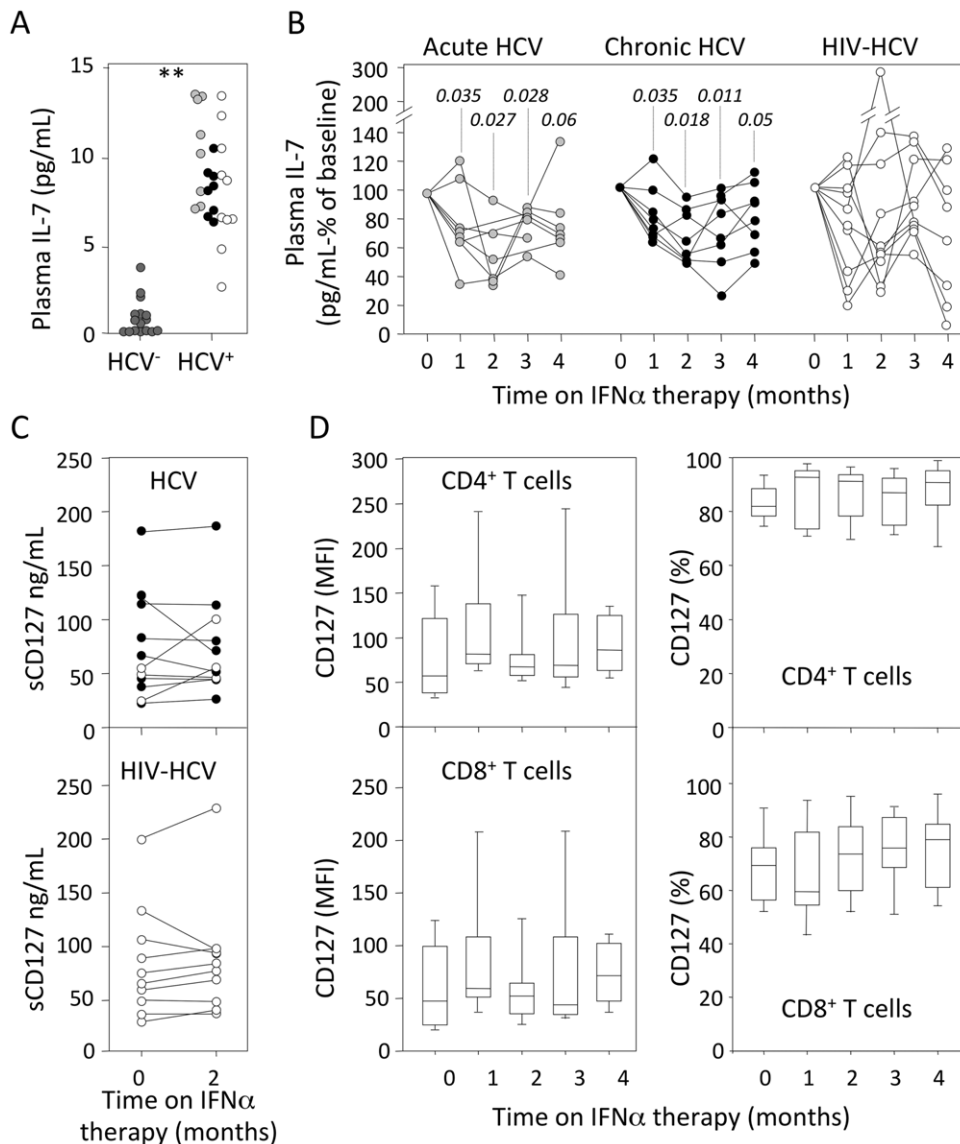 A
Plasma IL-7 (pg/mL)
15
10
5
0
**
HCV-
HCV+
B
Acute HCV
Chronic HCV
HIV-HCV
Plasma IL-7
(pg/mL-% of baseline)
300
200
140
120
100
80
60
40
20
0
0.035
0.027
0.028
0.06
0.035
0.018
0.011
0.05
0 1 2 3 4
0 1 2 3 4
0 1 2 3 4
Time on IFNα therapy (months)
C
HCV
sCD127 ng/mL
250
200
150
100
50
0
HIV-HCV
sCD127 ng/mL
200
150
100
50
0
0 2
Time on IFNα
therapy (months)
D
CD4+ T cells
CD127 (MFI)
300
250
200
150
100
50
0
CD127 (%)
100
80
60
40
20
0
CD4+ T cells
CD8+ T cells
CD127 (MFI)
250
200
150
100
50
0
0 1 2 3 4
CD127 (%)
100
80
60
40
20
0
CD8+ T cells
0 1 2 3 4
Time on IFNα therapy (months)